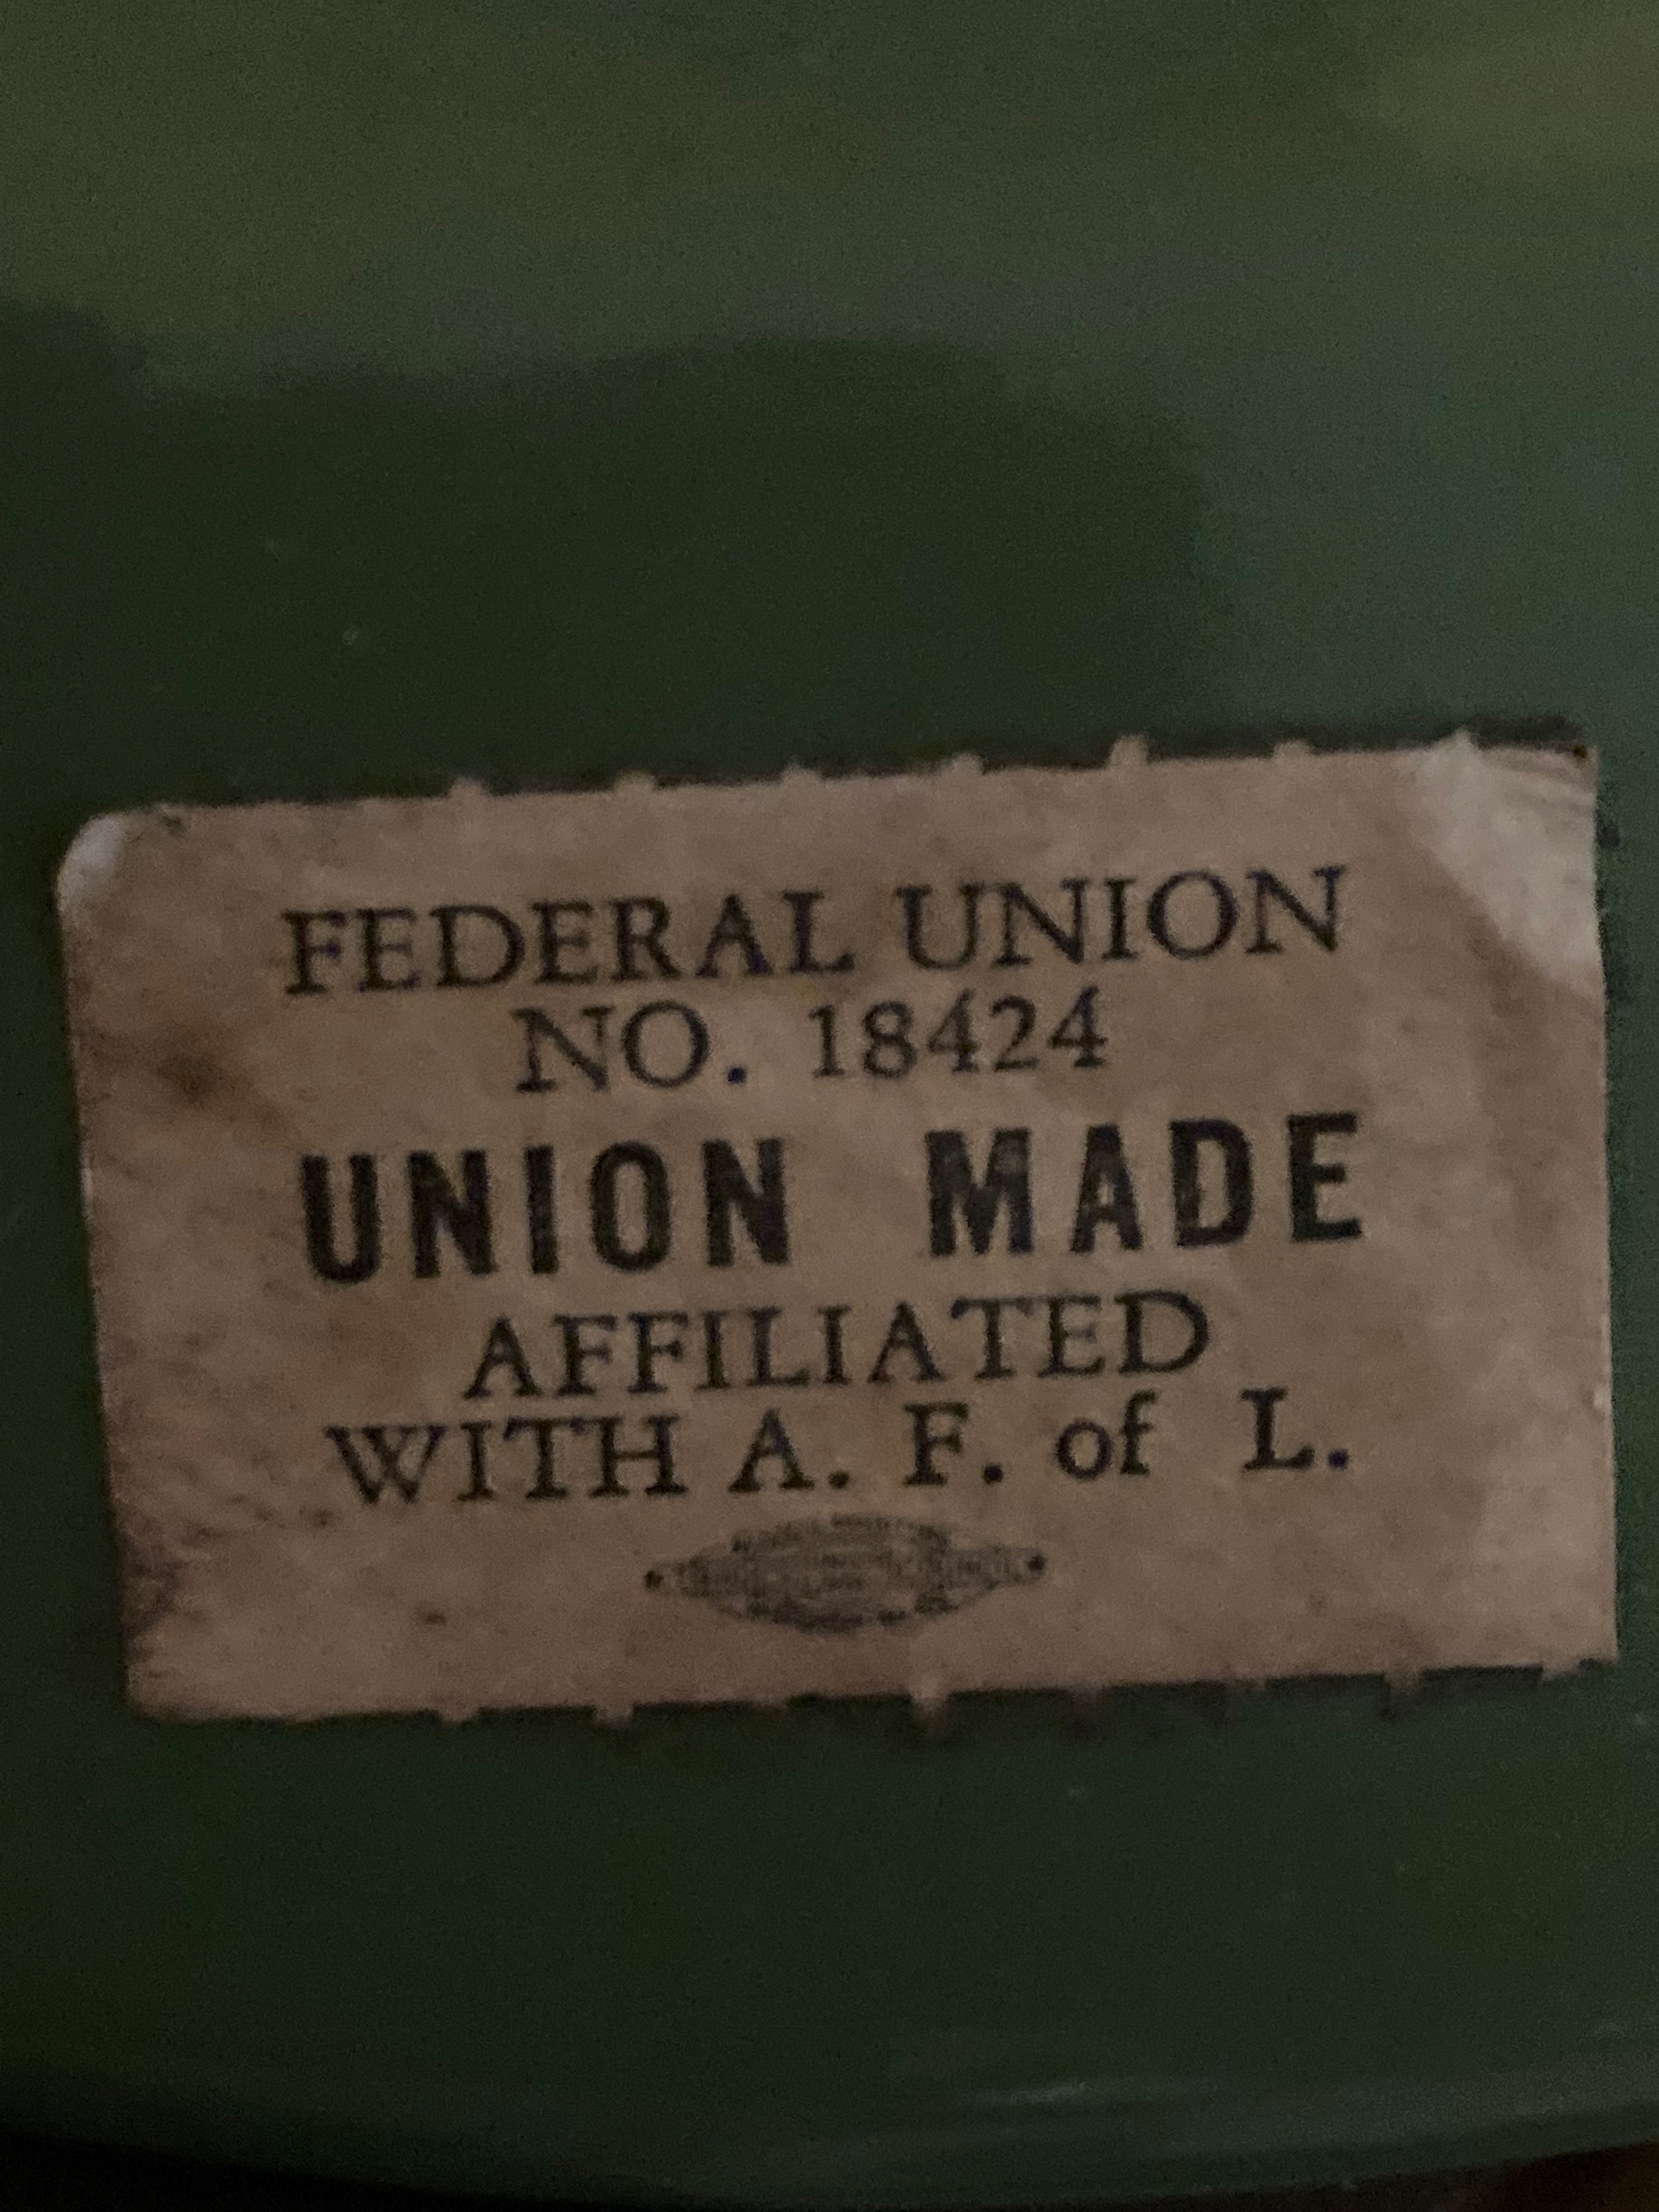 FEDERAL UNION
NO. 18424
UNION MADE
AFFILIATED
WITH A. F. of L.